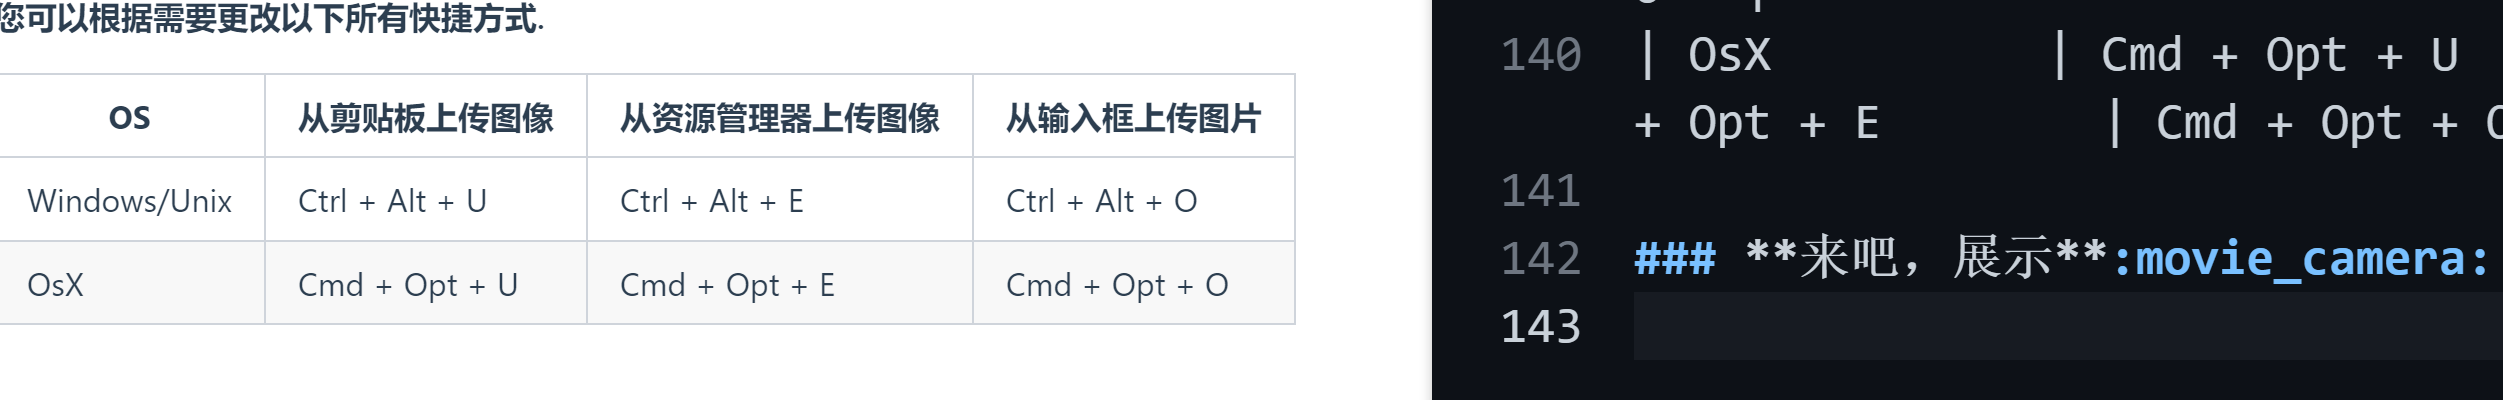 您可以根据需要更改以下所有快捷方式.
OS 从剪贴板上传图像 从资源管理器上传图像 从输入框上传图片
Windows/Unix Ctrl + Alt + U Ctrl + Alt + E Ctrl + Alt + O
OsX Cmd + Opt + U Cmd + Opt + E Cmd + Opt + O
140 | OsX | Cmd + Opt + U
+ Opt + E | Cmd + Opt + O
141
142 ### **来吧，展示**:movie_camera:
143